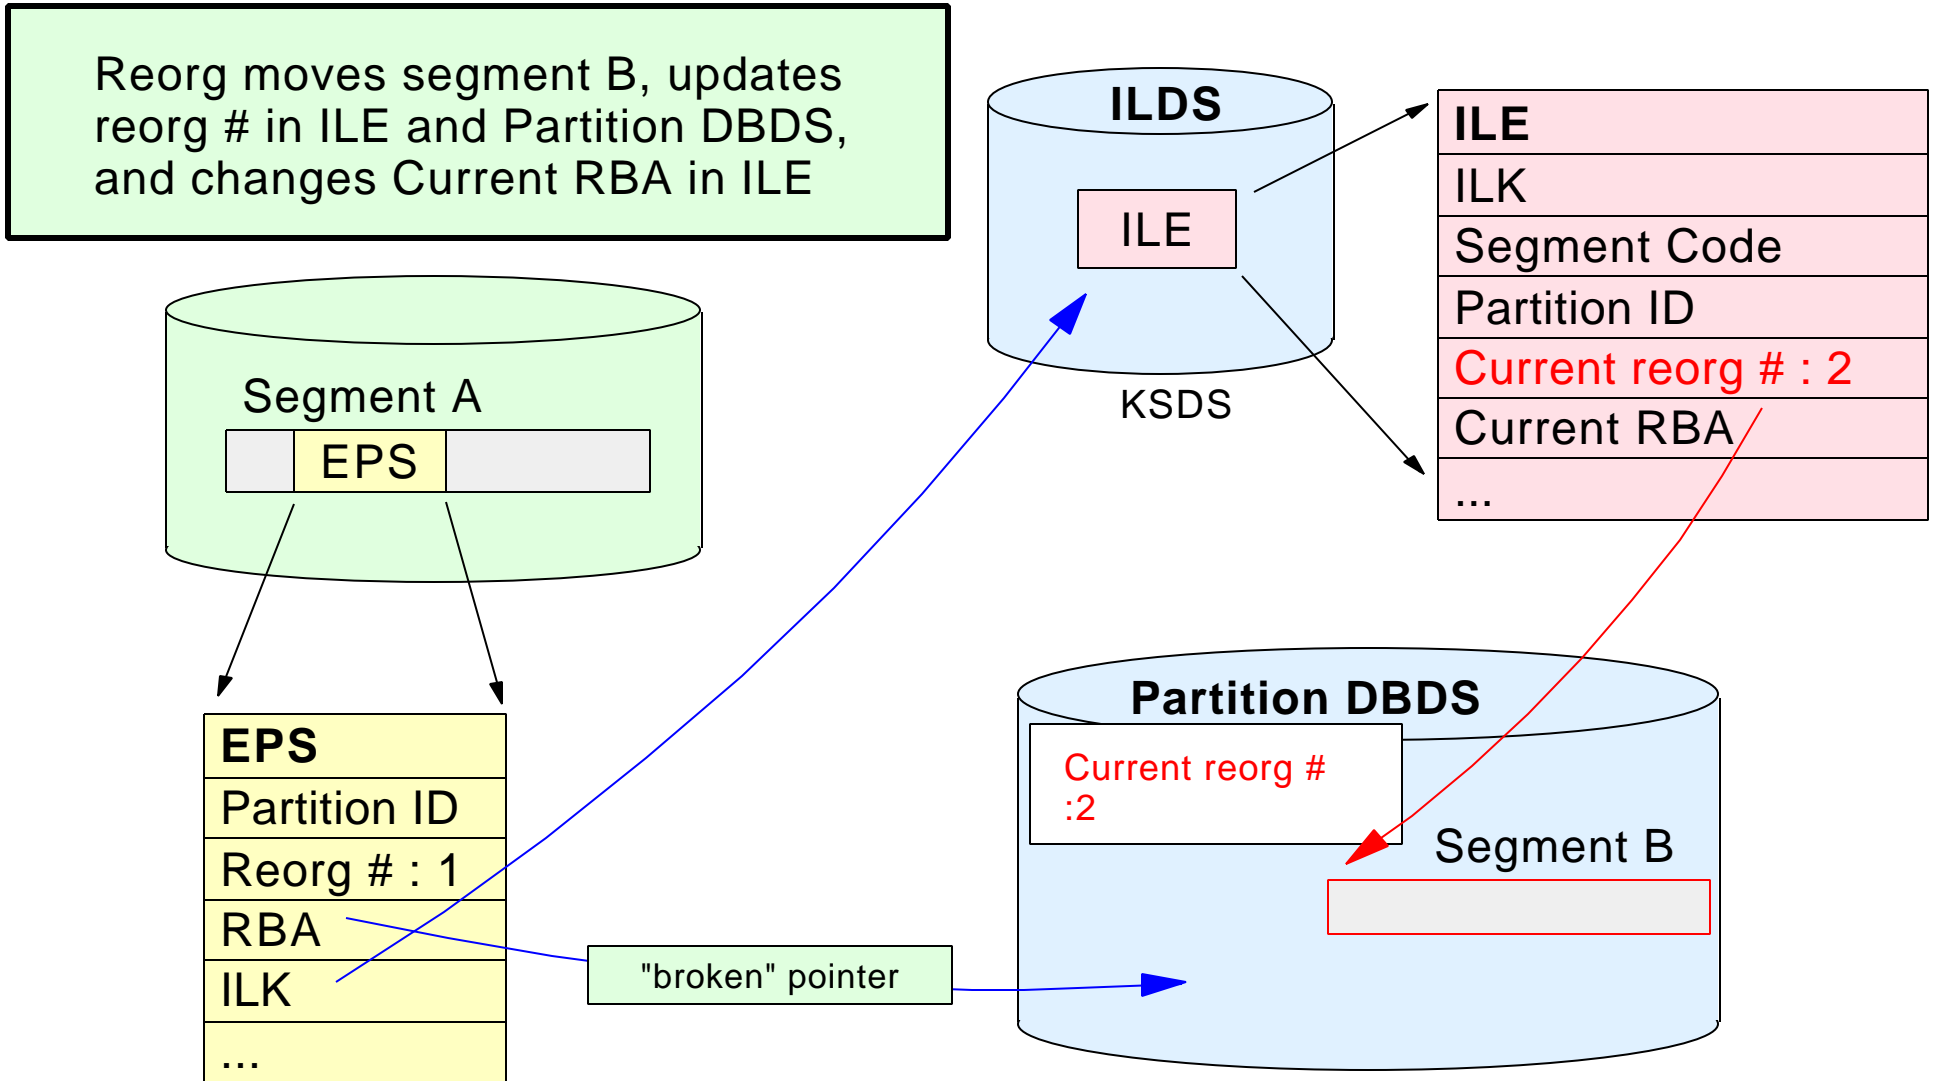 Reorg moves segment B, updates
reorg # in ILE and Partition DBDS,
and changes Current RBA in ILE
ILDS
ILE
KSDS
ILE
ILK
Segment Code
Partition ID
Current reorg # : 2
Current RBA
...
Segment A
EPS
EPS
Partition ID
Reorg # : 1
RBA
ILK
...
"broken" pointer
Partition DBDS
Current reorg #
:2
Segment B